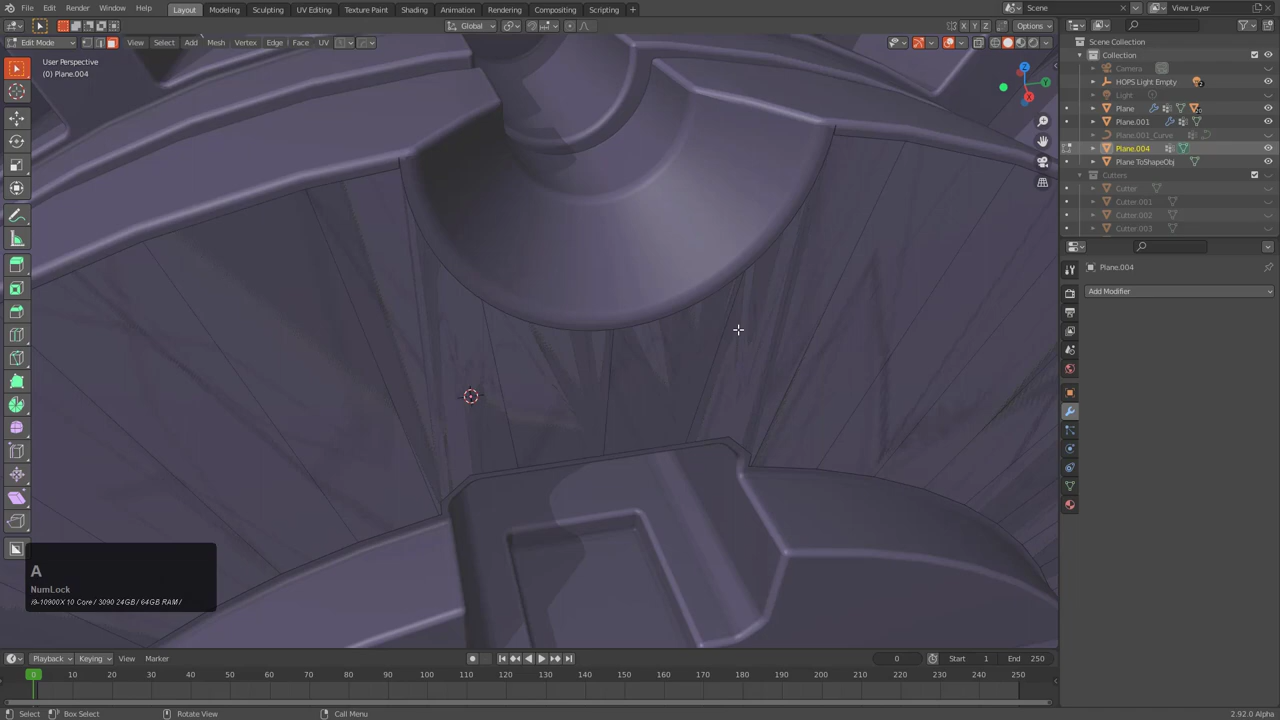 File Edit Render Window Help Layout Modeling Sculpting UV Editing Texture Paint Shading Animation Rendering Compositing Scripting + Scene View Layer
Global Options
Edit Mode View Select Add Mesh Vertex Edge Face UV
User Perspective
(0) Plane.004
Z
Y
X
Scene Collection
Collection
Camera
HOPS Light Empty
Light
Plane
Plane.001
Plane.001_Curve
Plane.004
Plane ToShapeObj
Cutters
Cutter
Cutter.001
Cutter.002
Cutter.003
Plane.004
Add Modifier
A
NumLock
i9-10900X 10 Core / 3090 24GB / 64GB RAM /
Playback Keying View Marker 0 Start 1 End 250
0 10 20 30 40 50 60 70 80 90 100 110 120 130 140 150 160 170 180 190 200 210 220 230 240 250
Select Box Select Rotate View Call Menu 2.92.0 Alpha